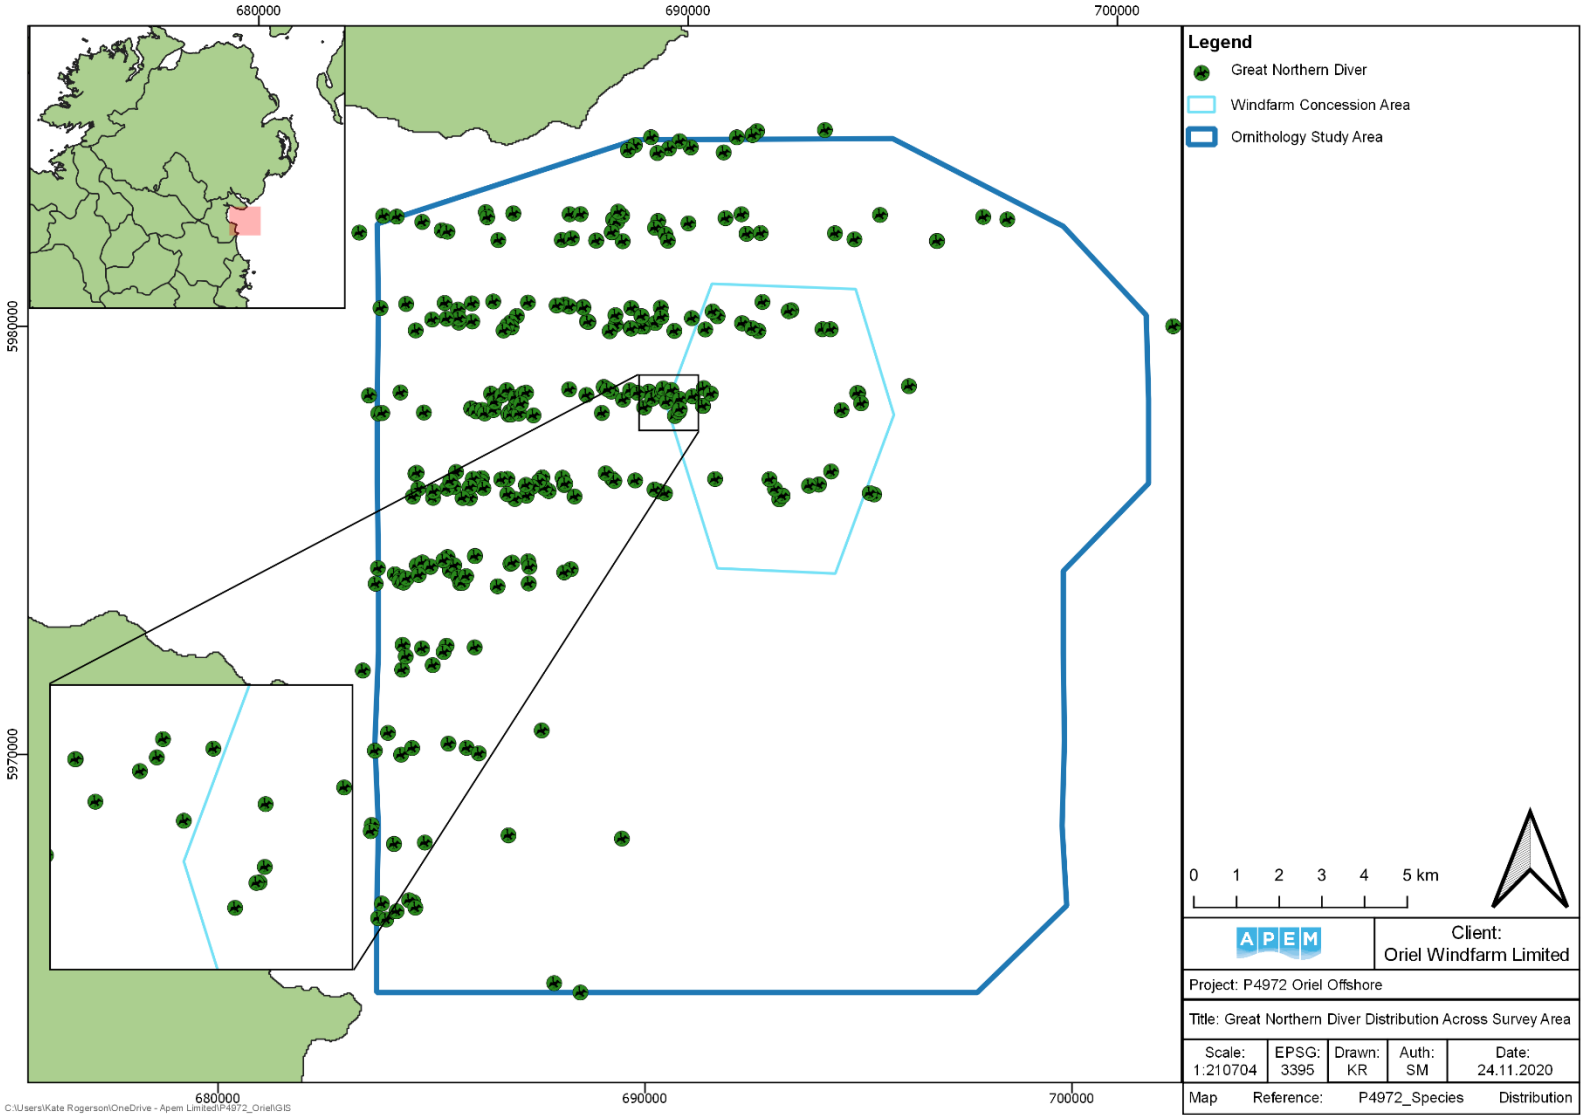 680000
690000
700000
5980000
5970000
Legend
Great Northern Diver
Windfarm Concession Area
Ornithology Study Area
0 1 2 3 4 5 km
APEM
Client:
Oriel Windfarm Limited
Project: P4972 Oriel Offshore
Title: Great Northern Diver Distribution Across Survey Area
Scale:
1:210704
EPSG:
3395
Drawn:
KR
Auth:
SM
Date:
24.11.2020
Map Reference: P4972_Species Distribution
680000
690000
700000
C:\Users\Kate Rogerson\OneDrive - Apem Limited\P4972_Oriel\GIS